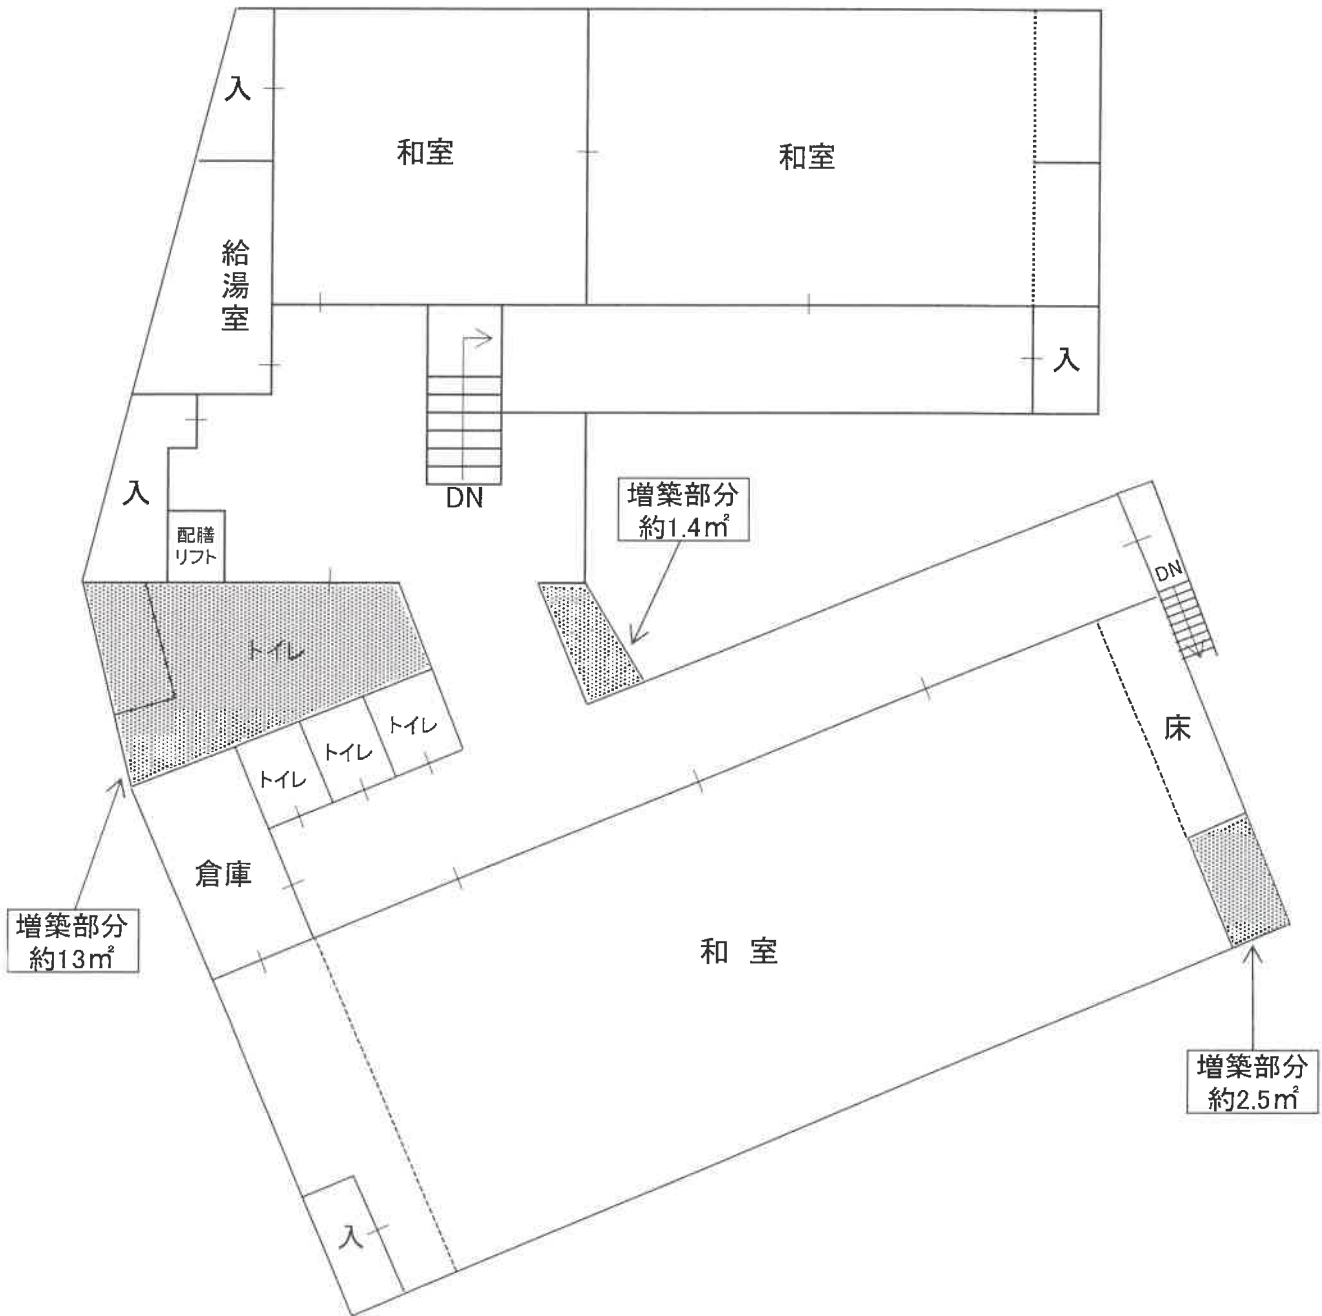 入
和室
和室
給湯室
入
入
DN
配膳
リフト
増築部分
約1.4㎡
DN
トイレ
トイレ
トイレ
トイレ
床
倉庫
増築部分
約13㎡
和 室
増築部分
約2.5㎡
入